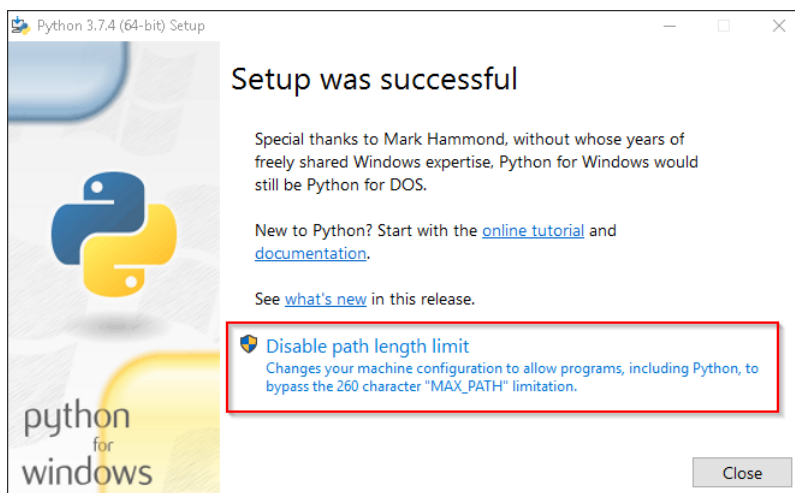 Python 3.7.4 (64-bit) Setup
Setup was successful
Special thanks to Mark Hammond, without whose years of
freely shared Windows expertise, Python for Windows would
still be Python for DOS.
New to Python? Start with the online tutorial and
documentation.
See what's new in this release.
Disable path length limit
Changes your machine configuration to allow programs, including Python, to
bypass the 260 character "MAX_PATH" limitation.
python
for
windows
Close